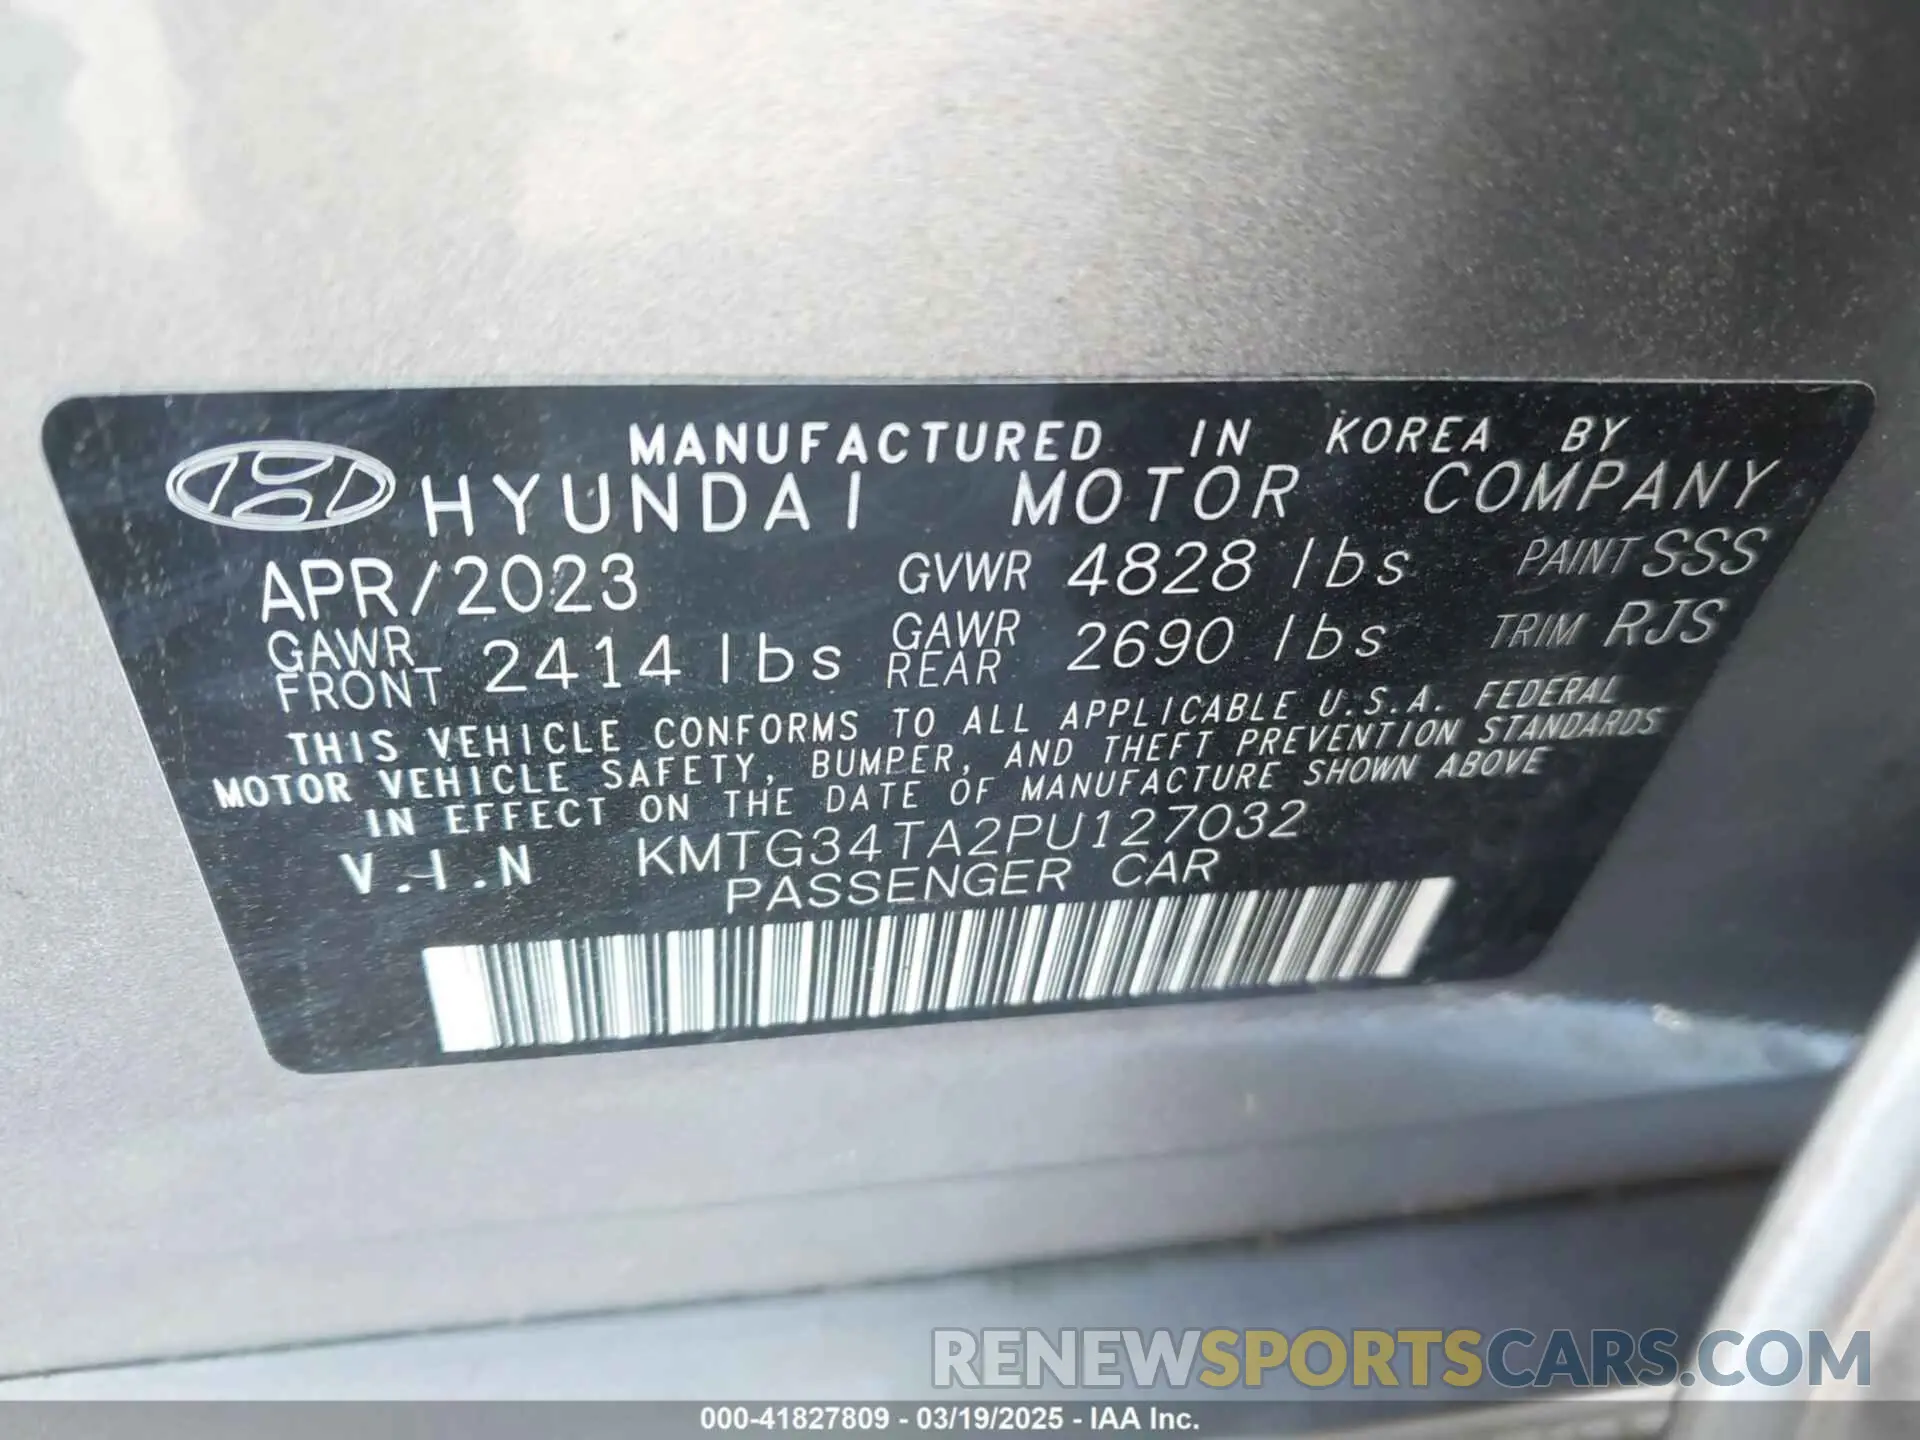 MANUFACTURED IN KOREA BY
HYUNDAI MOTOR COMPANY
APR/2023 GVWR 4828 lbs PAINT SSS
GAWR FRONT 2414 lbs GAWR REAR 2690 lbs TRIM RJS
THIS VEHICLE CONFORMS TO ALL APPLICABLE U.S.A. FEDERAL
MOTOR VEHICLE SAFETY, BUMPER, AND THEFT PREVENTION STANDARDS
IN EFFECT ON THE DATE OF MANUFACTURE SHOWN ABOVE
V.I.N KMTG34TA2PU127032
PASSENGER CAR
RENEWSPORTSCARS.COM
000-41827809 - 03/19/2025 - IAA Inc.